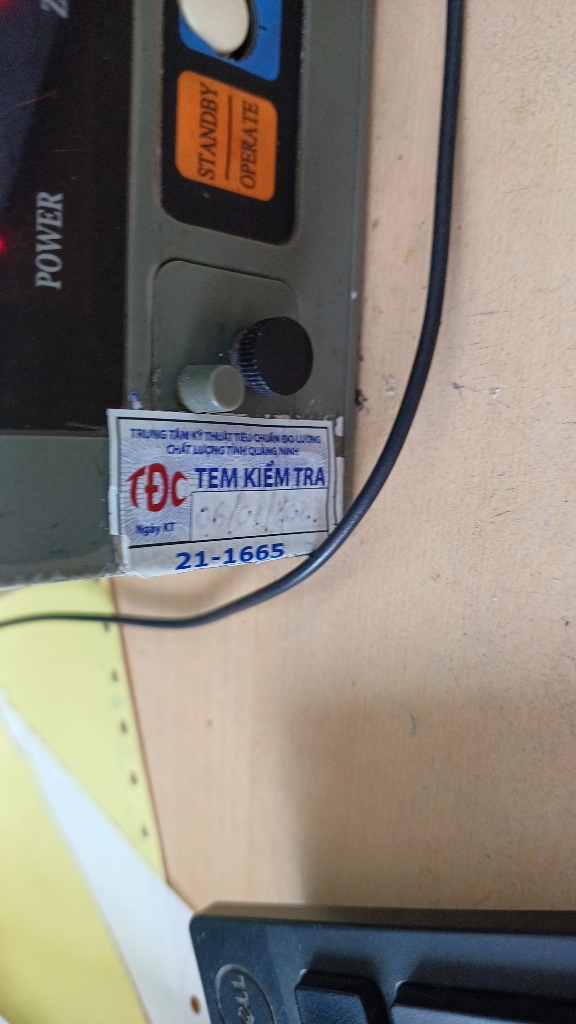 POWER
STANDBY
OPERATE
TRUNG TÂM KỸ THUẬT TIÊU CHUẨN ĐO LƯỜNG
CHẤT LƯỢNG TỈNH QUẢNG NINH
TĐC TEM KIỂM TRA
Ngày KT
21-1665